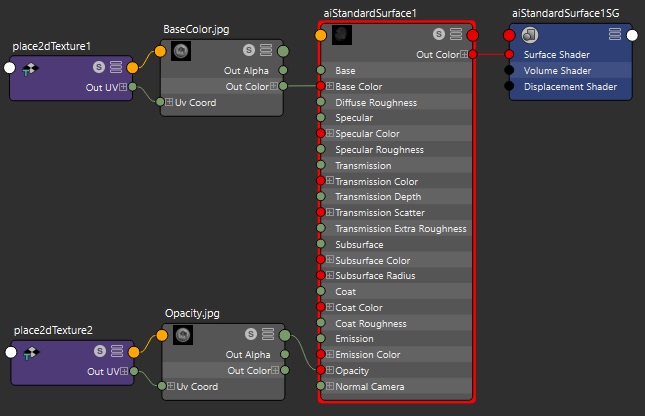 place2dTexture1
Out UV
BaseColor.jpg
Out Alpha
Out Color
Uv Coord
aiStandardSurface1
Out Color
Base
Base Color
Diffuse Roughness
Specular
Specular Color
Specular Roughness
Transmission
Transmission Color
Transmission Depth
Transmission Scatter
Transmission Extra Roughness
Subsurface
Subsurface Color
Subsurface Radius
Coat
Coat Color
Coat Roughness
Emission
Emission Color
Opacity
Normal Camera
aiStandardSurface1SG
Surface Shader
Volume Shader
Displacement Shader
place2dTexture2
Out UV
Opacity.jpg
Out Alpha
Out Color
Uv Coord